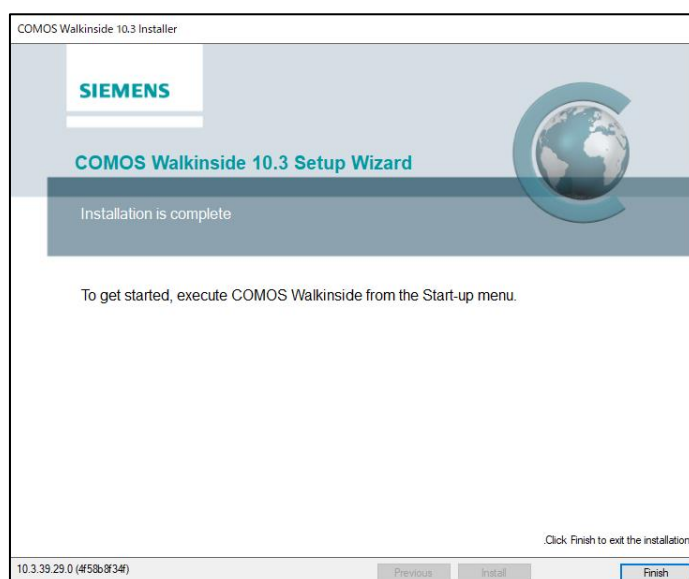 COMOS Walkinside 10.3 Installer
SIEMENS
COMOS Walkinside 10.3 Setup Wizard
Installation is complete
To get started, execute COMOS Walkinside from the Start-up menu.
.Click Finish to exit the installation
10.3.39.29.0 (4f58b8f34f)
Previous
Install
Finish